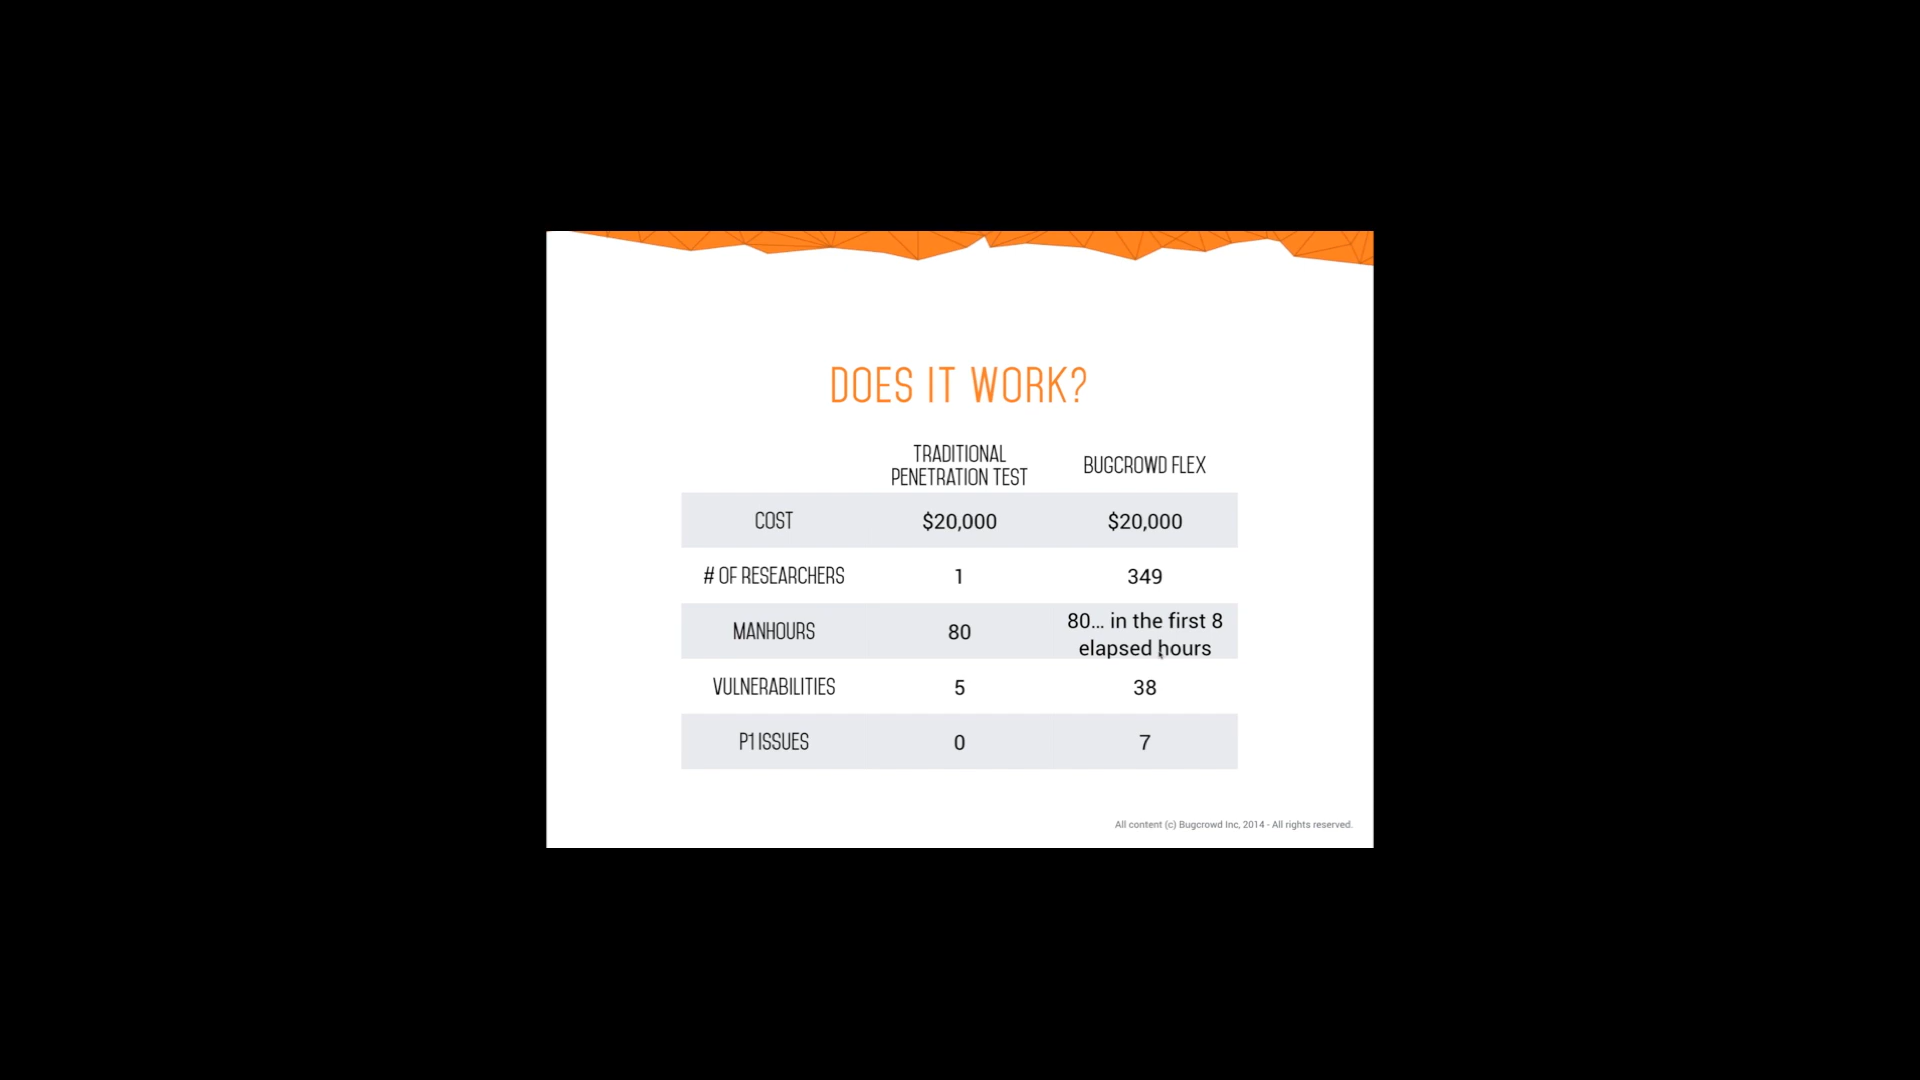 DOES IT WORK?
TRADITIONAL
PENETRATION TEST
BUGCROWD FLEX
COST $20,000 $20,000
# OF RESEARCHERS 1 349
MANHOURS 80 80... in the first 8
elapsed hours
VULNERABILITIES 5 38
P1 ISSUES 0 7
All content (c) Bugcrowd Inc, 2014 - All rights reserved.